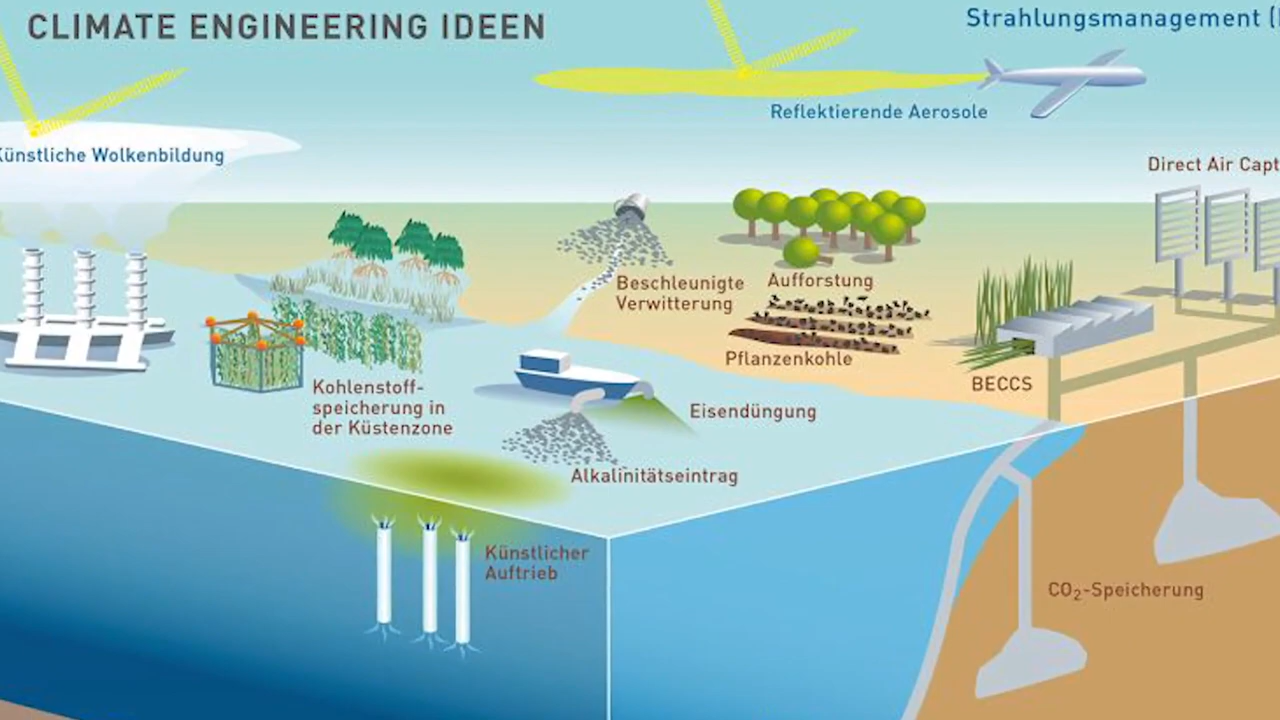 CLIMATE ENGINEERING IDEEN
Strahlungsmanagement (
Reflektierende Aerosole
Künstliche Wolkenbildung
Direct Air Capt
Beschleunigte
Verwitterung
Aufforstung
Pflanzenkohle
BECCS
Kohlenstoff-
speicherung in
der Küstenzone
Eisendüngung
Alkalinitätseintrag
Künstlicher
Auftrieb
CO₂-Speicherung